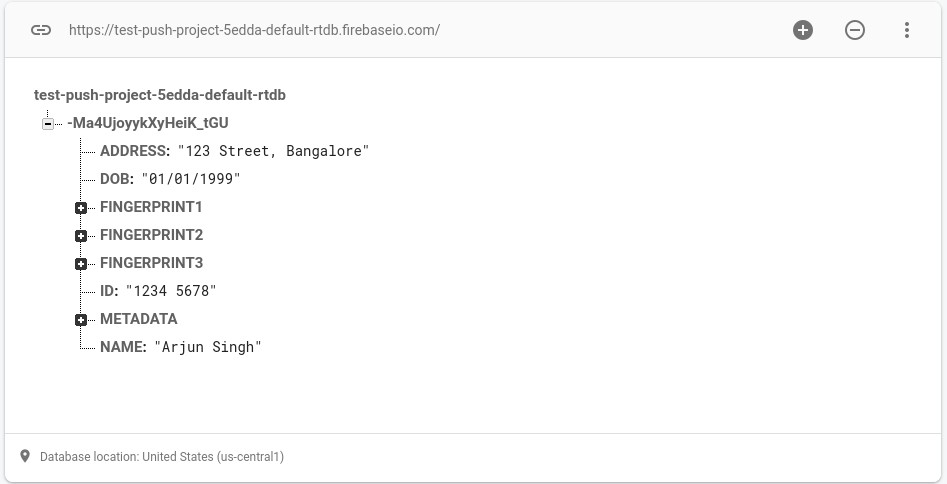 https://test-push-project-5edda-default-rtdb.firebaseio.com/
test-push-project-5edda-default-rtdb
-Ma4UjoyykXyHeiK_tGU
ADDRESS: "123 Street, Bangalore"
DOB: "01/01/1999"
FINGERPRINT1
FINGERPRINT2
FINGERPRINT3
ID: "1234 5678"
METADATA
NAME: "Arjun Singh"
Database location: United States (us-central1)